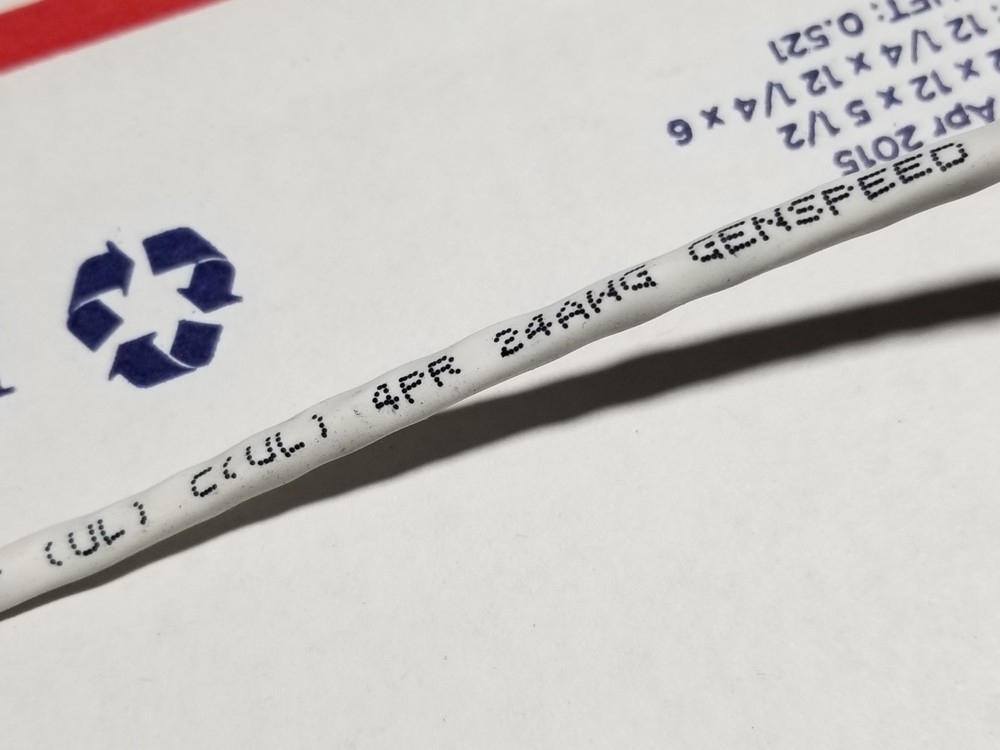 (UL) C(UL) 4PR 24AWG GENSPEED
Apr 2015
12 x 5 1/2
12 1/4 x 12 1/4 x 6
0.521